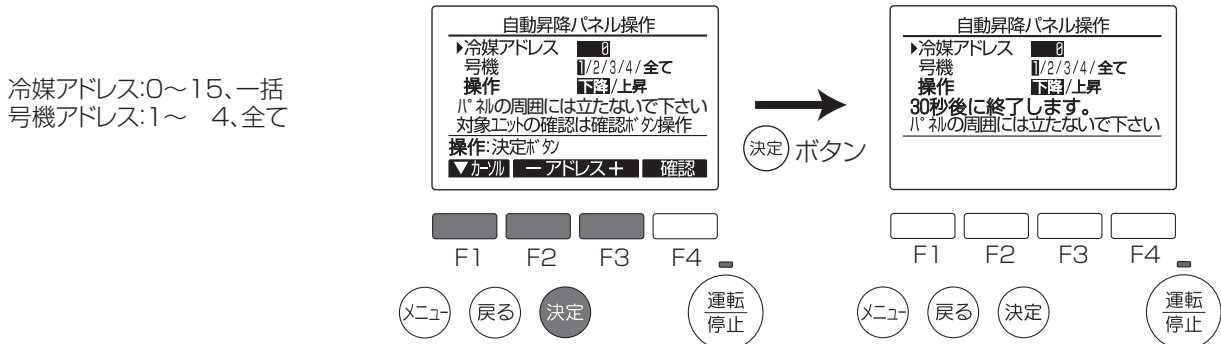 冷媒アドレス:0～15、一括
号機アドレス:1～ 4、全て
自動昇降パネル操作
▶冷媒アドレス 0
号機 1/2/3/4/全て
操作 下降/上昇
パネルの周囲には立たないで下さい
対象ユニットの確認は確認ボタン操作
操作:決定ボタン
▼カーソル －アドレス＋ 確認
F1 F2 F3 F4
メニュー 戻る 決定 運転
停止
決定 ボタン
自動昇降パネル操作
▶冷媒アドレス 0
号機 1/2/3/4/全て
操作 下降/上昇
30秒後に終了します。
パネルの周囲には立たないで下さい
F1 F2 F3 F4
メニュー 戻る 決定 運転
停止